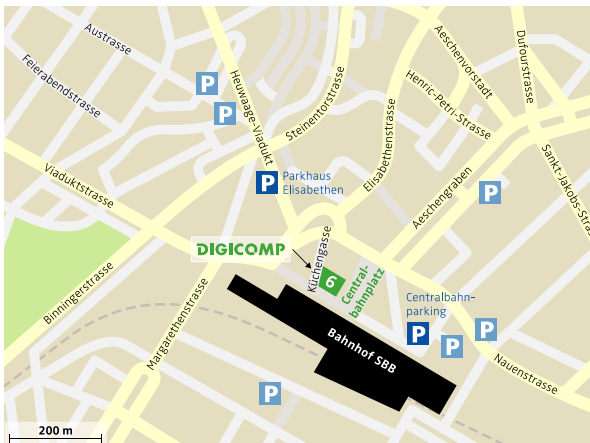 Austrasse
Feierabendstrasse
P
P
Heuwaage-Viadukt
Steinentorstrasse
Aeschenvorstadt
Dufourstrasse
Henric-Petri-Strasse
Elisabethenstrasse
Sankt-Jakobs-Stra
Viaduktstrasse
P
Parkhaus
Elisabethen
Aeschengraben
P
DIGICOMP
Küchengasse
6
Central-
bahnplatz
Binningerstrasse
Margarethenstrasse
Centralbahn-
parking
P
P
P
Bahnhof SBB
Nauenstrasse
P
200 m